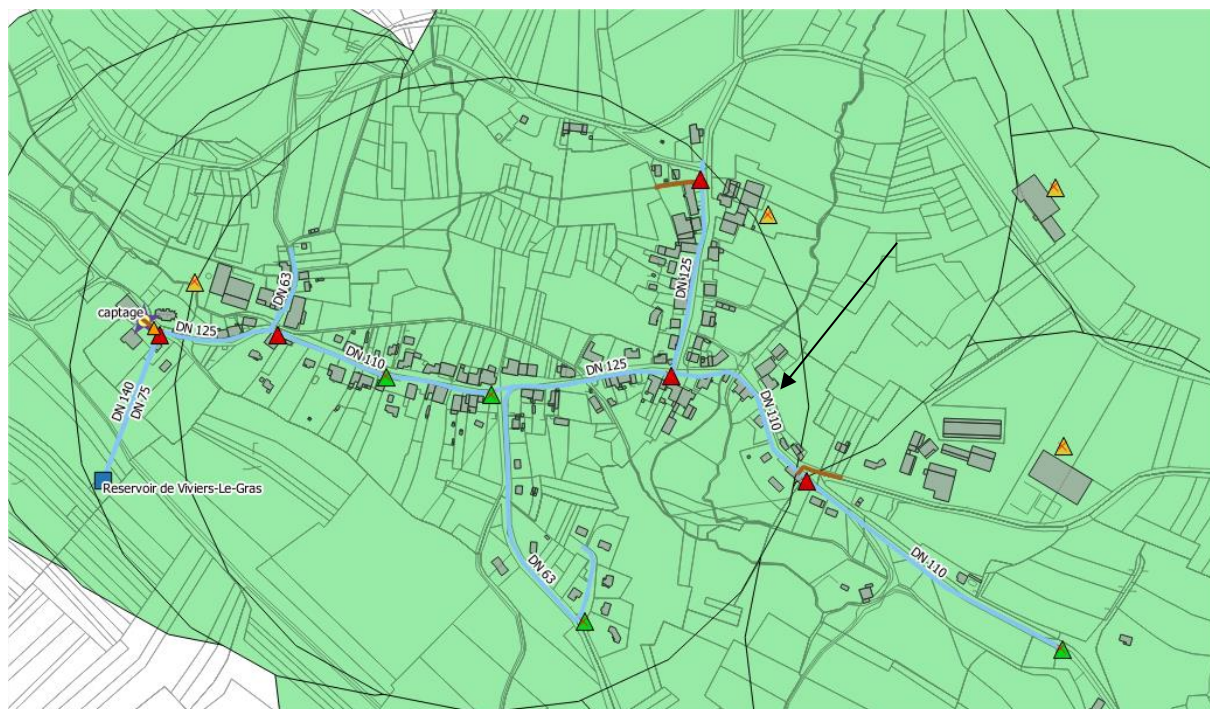 DN 125
DN 63
captage
DN 125
DN 110
DN 125
DN 110
DN 140
DN 75
Reservoir de Viviers-Le-Gras
DN 63
DN 110